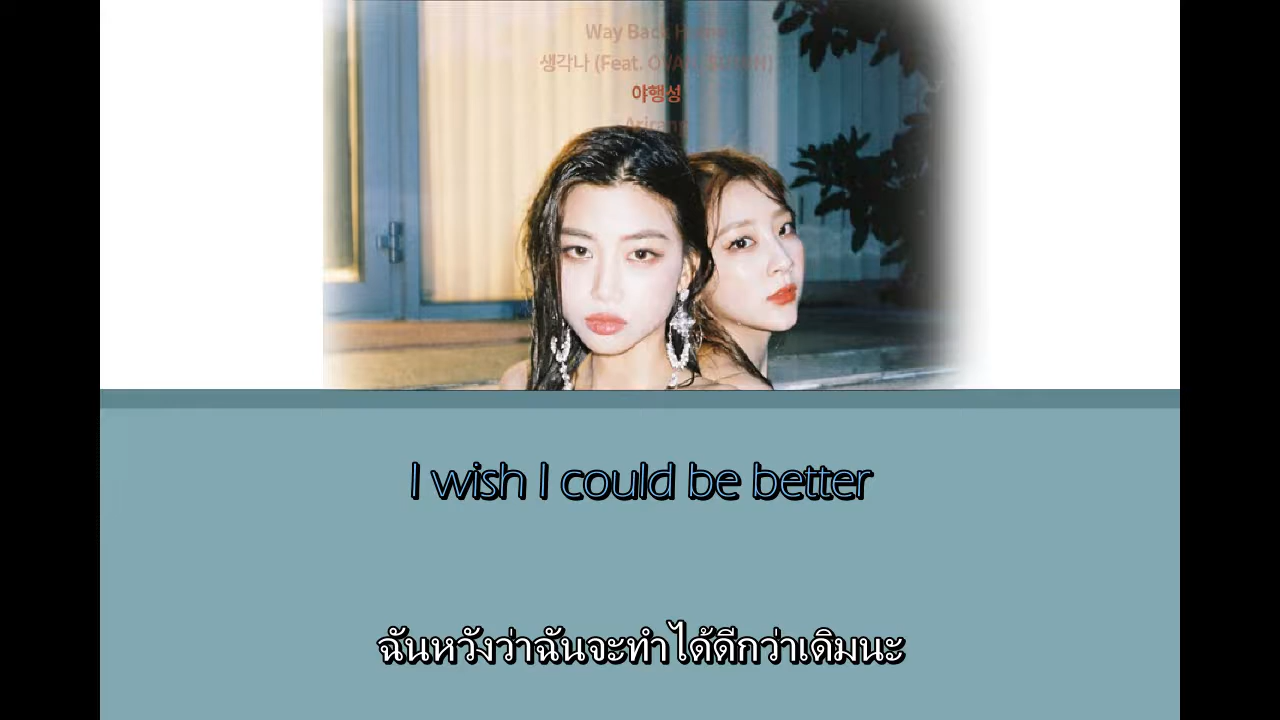 Way Back Home
생각나 (Feat.
야행성
Arirang
I wish I could be better
ฉันหวังว่าฉันจะทำได้ดีกว่าเดิมนะ